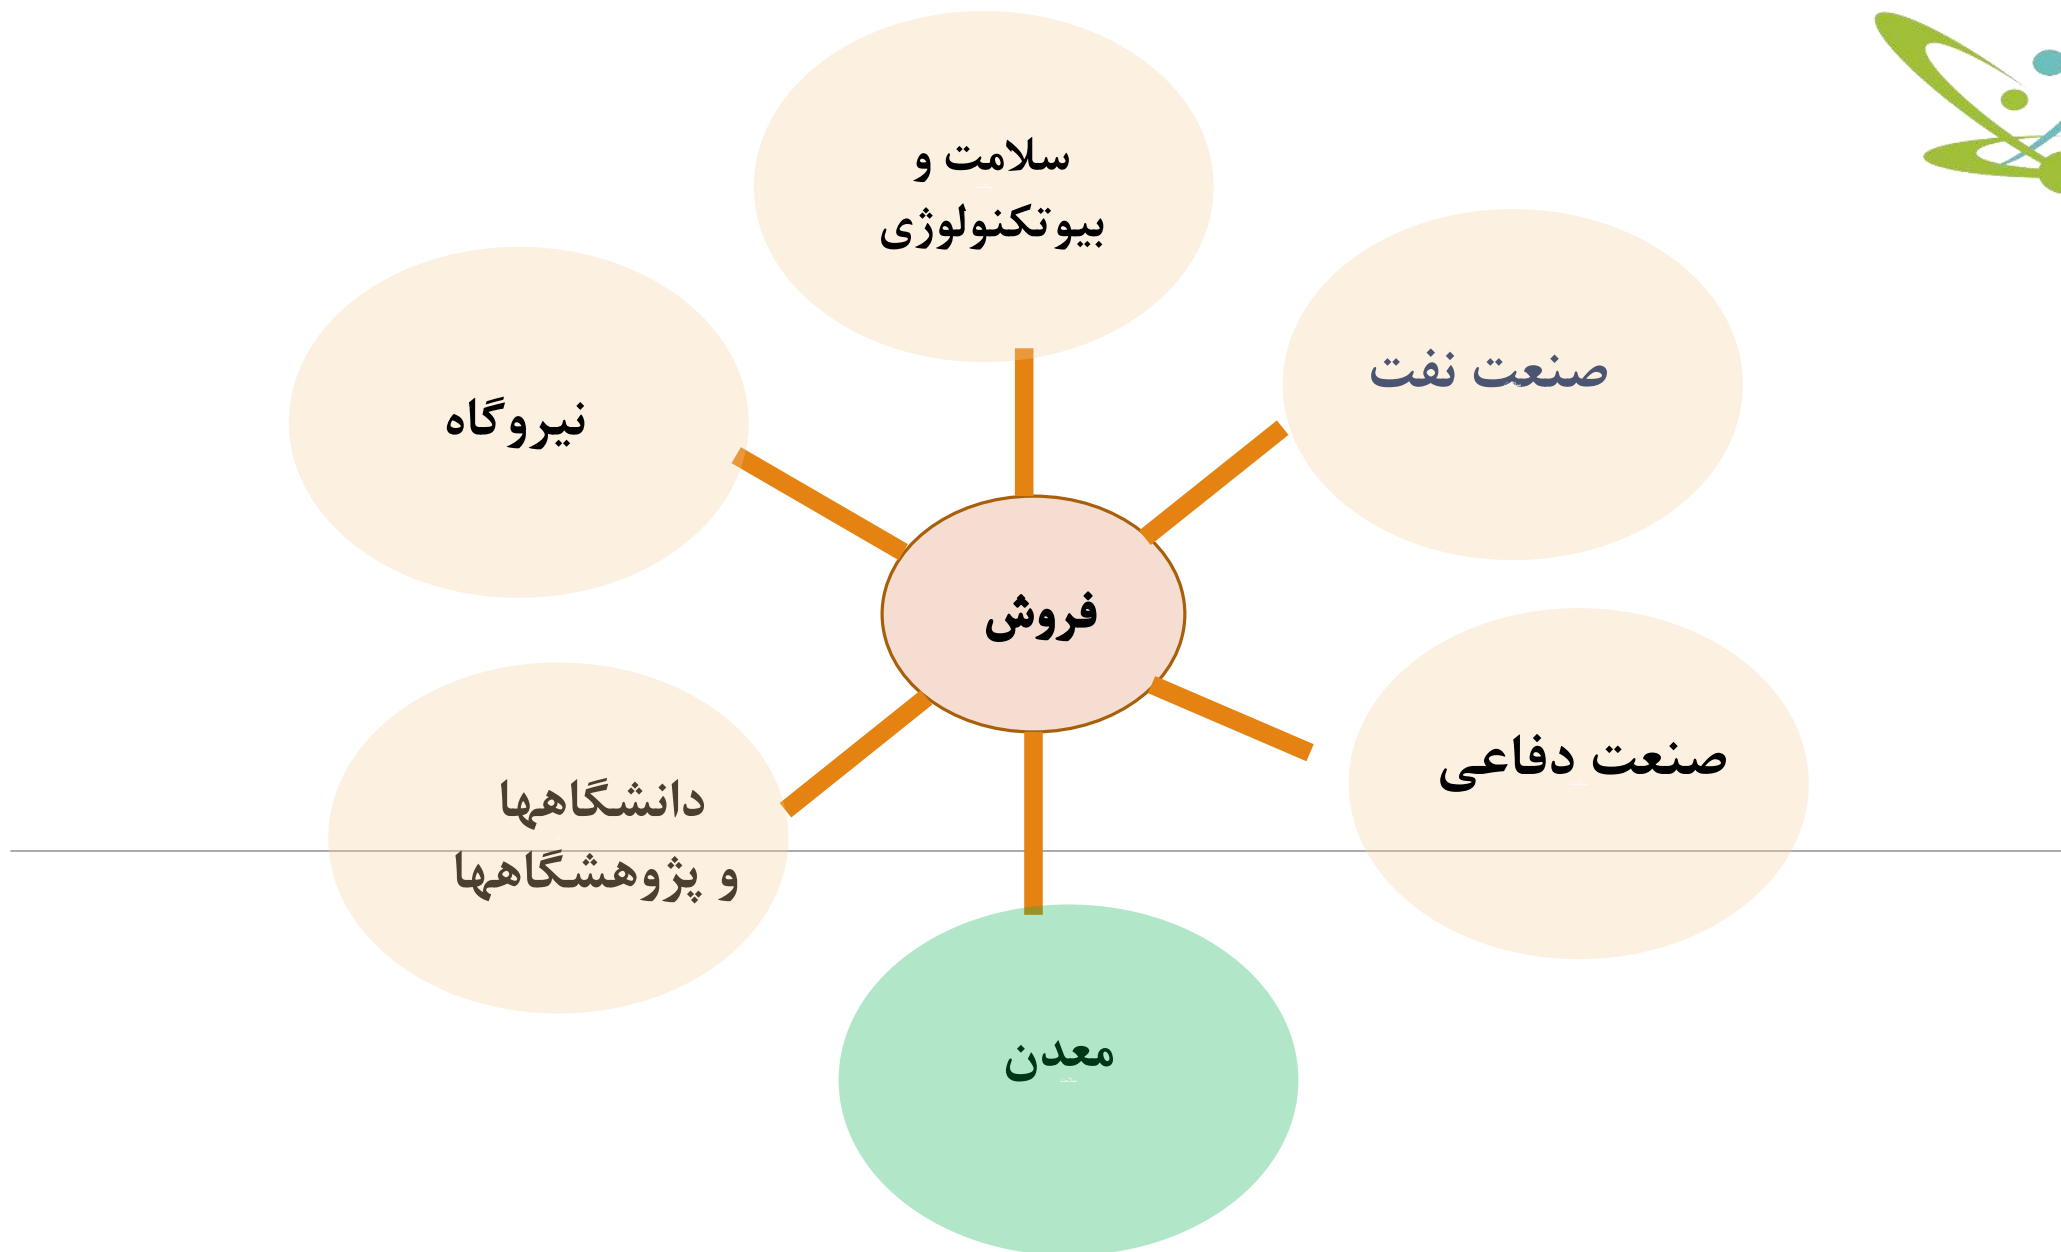 سلامت و
بیوتکنولوژی
صنعت نفت
نیروگاه
فروش
صنعت دفاعی
دانشگاهها
و پژوهشگاهها
معدن